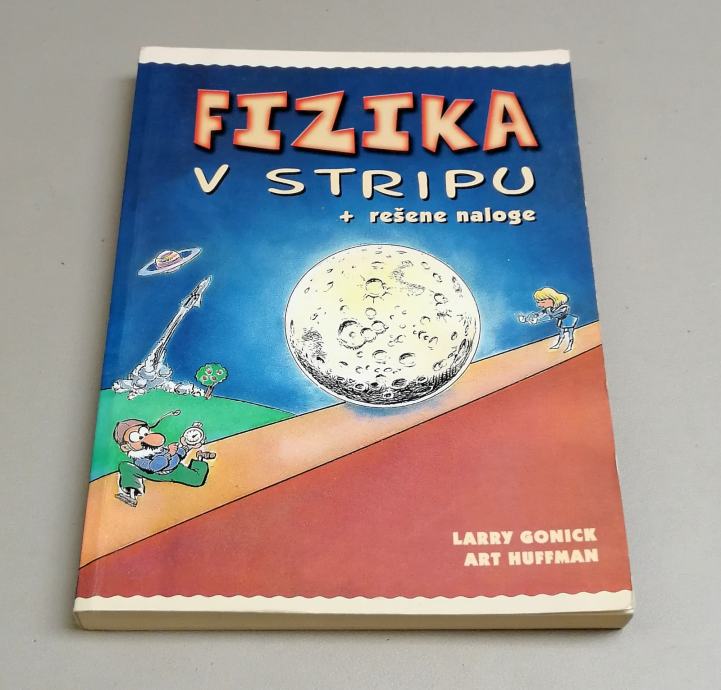 FIZIKA
V STRIPU
+ rešene naloge
LARRY GONICK
ART HUFFMAN